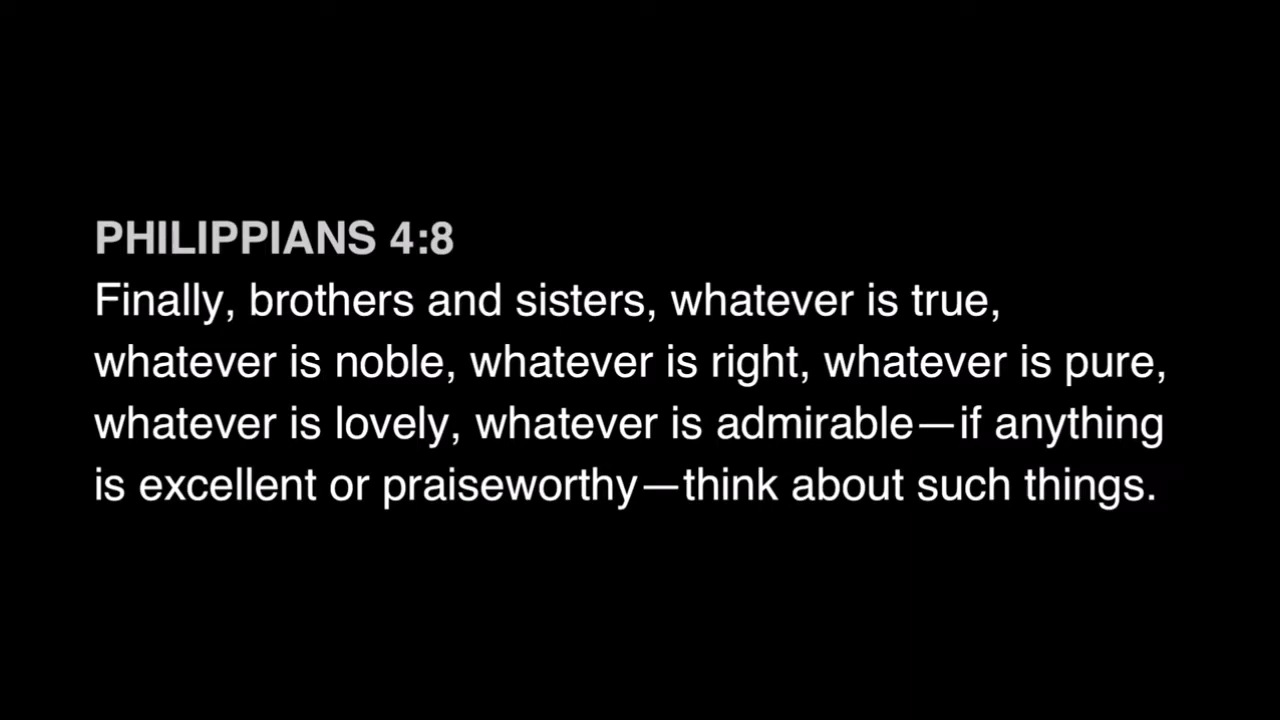 PHILIPPIANS 4:8
Finally, brothers and sisters, whatever is true,
whatever is noble, whatever is right, whatever is pure,
whatever is lovely, whatever is admirable—if anything
is excellent or praiseworthy—think about such things.